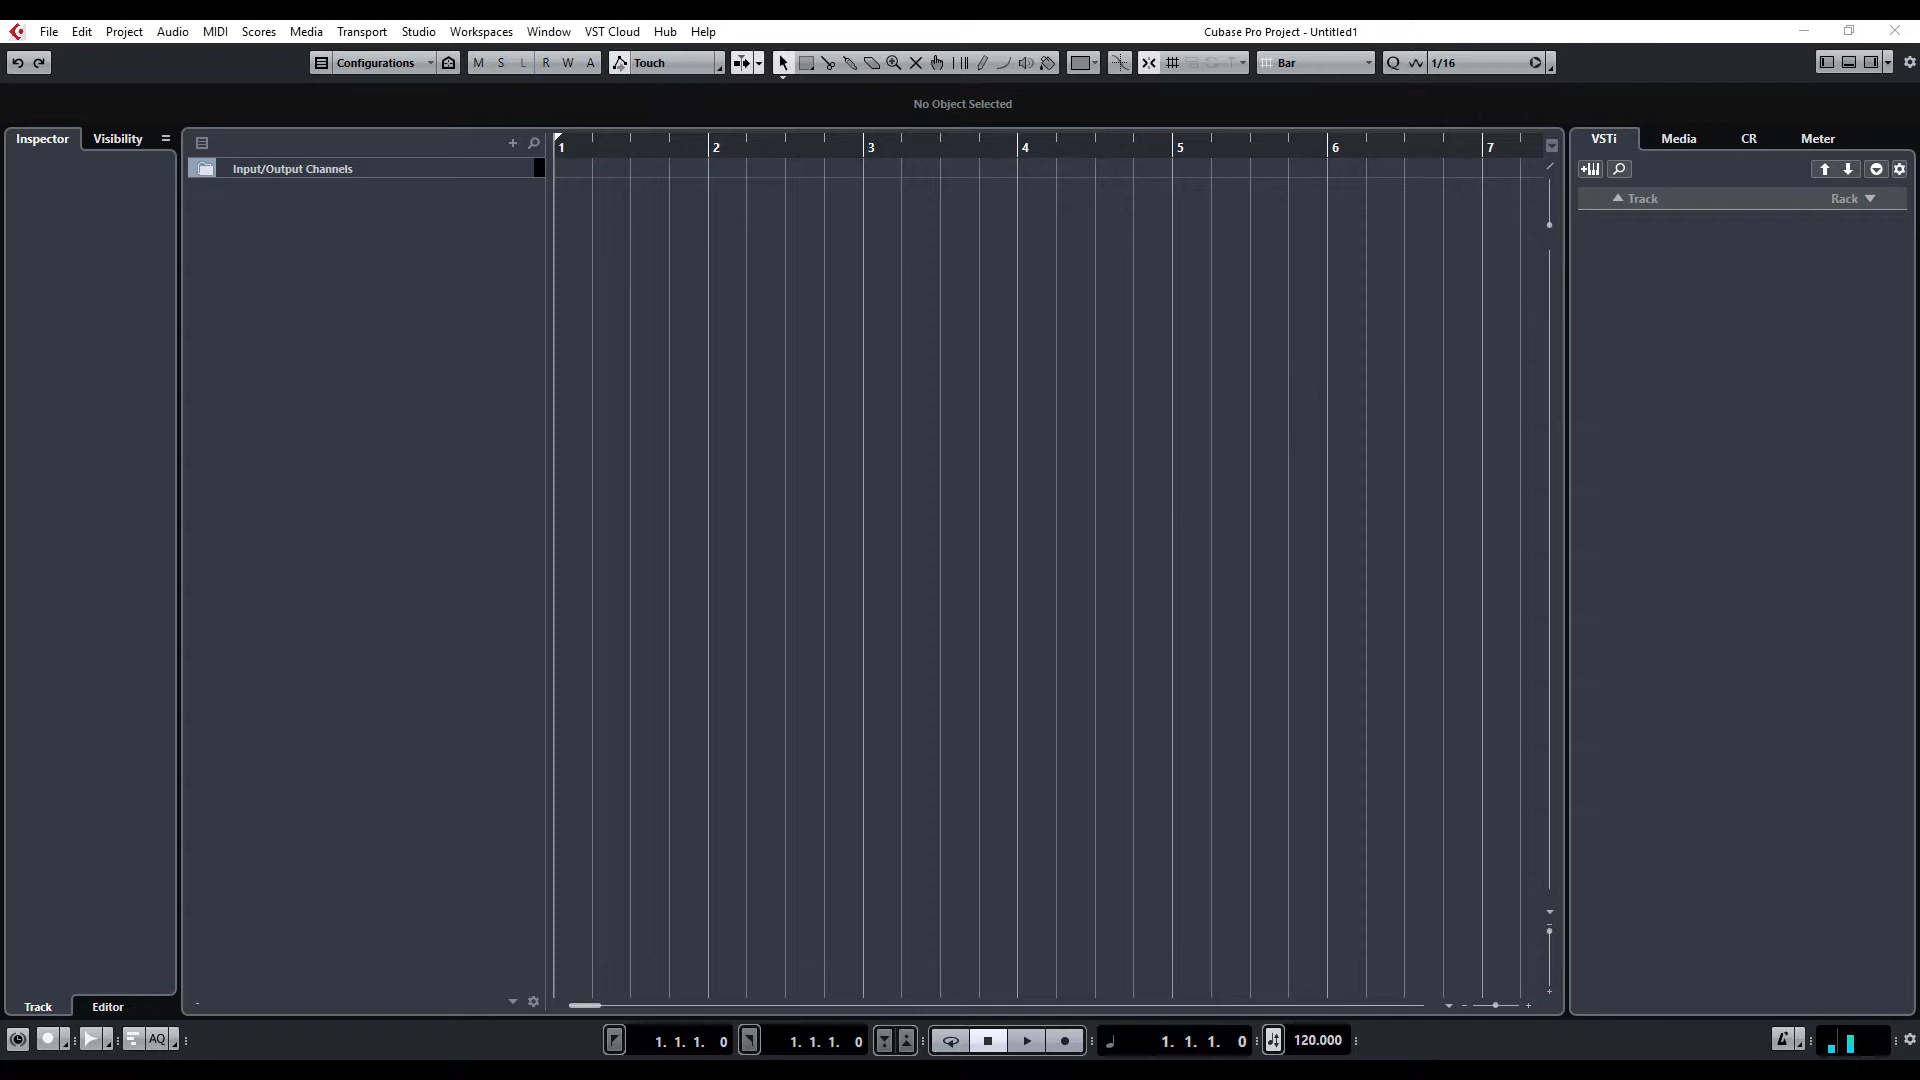 File Edit Project Audio MIDI Scores Media Transport Studio Workspaces Window VST Cloud Hub Help
Cubase Pro Project - Untitled1
Configurations M S L R W A Touch Bar Q 1/16
No Object Selected
Inspector Visibility
1 2 3 4 5 6 7
VSTi Media CR Meter
Input/Output Channels
Track Rack
Track Editor
AQ
1. 1. 1. 0
1. 1. 1. 0
1. 1. 1. 0
120.000